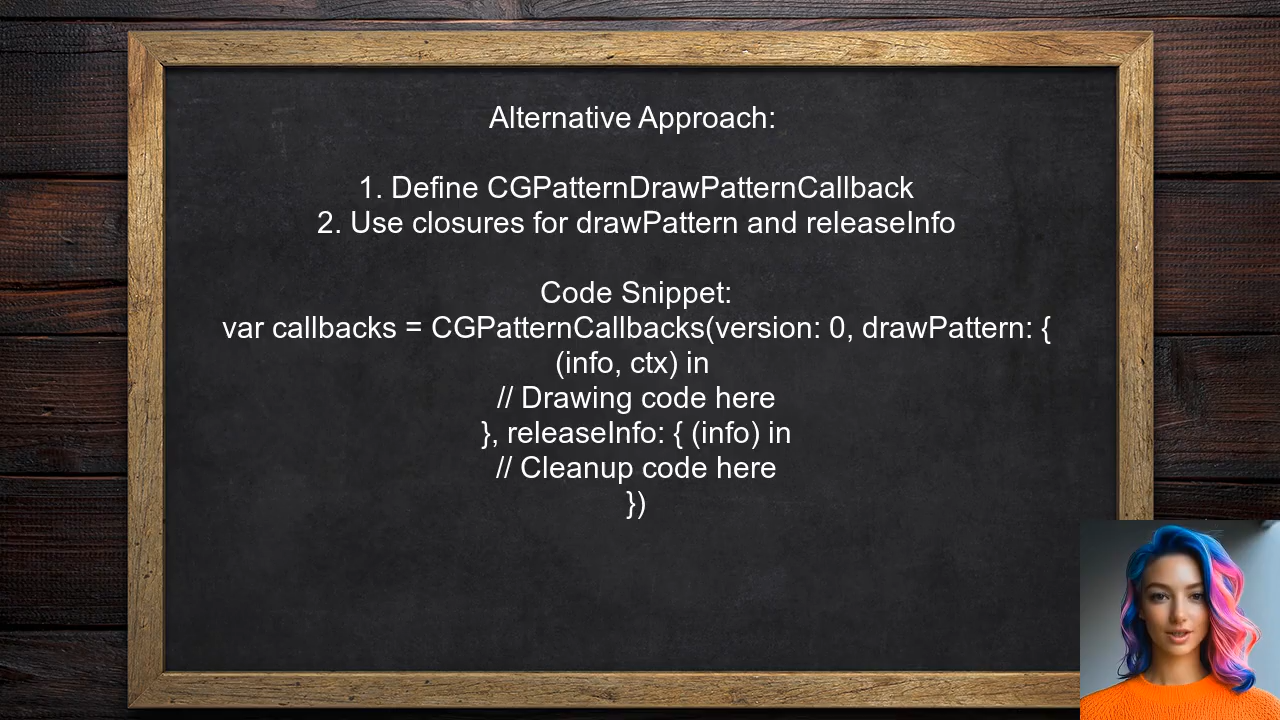 Alternative Approach:
1. Define CGPatternDrawPatternCallback
2. Use closures for drawPattern and releaseInfo
Code Snippet:
var callbacks = CGPatternCallbacks(version: 0, drawPattern: {
(info, ctx) in
// Drawing code here
}, releaseInfo: { (info) in
// Cleanup code here
})